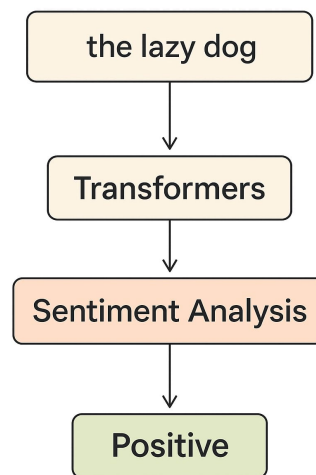 the lazy dog
Transformers
Sentiment Analysis
Positive